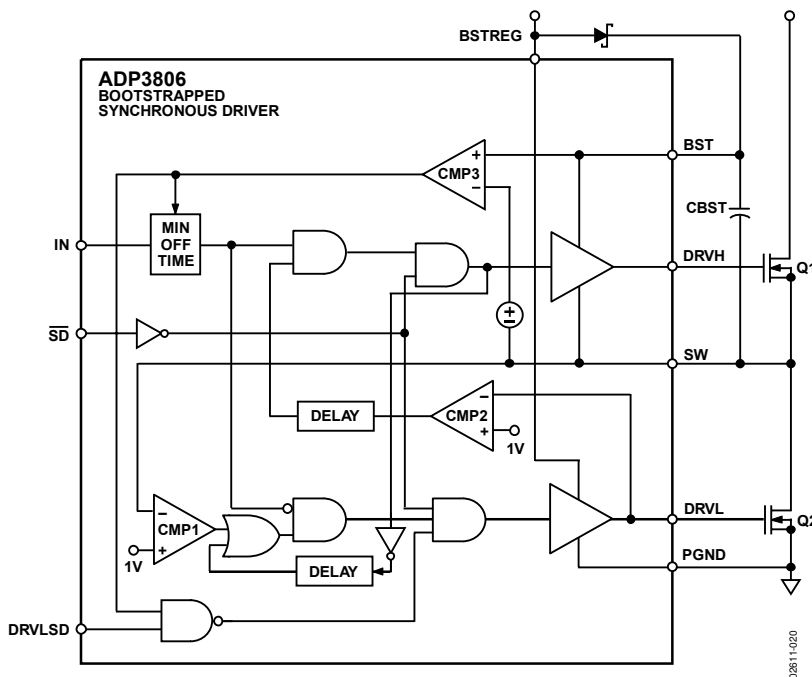 BSTREG
ADP3806
BOOTSTRAPPED
SYNCHRONOUS DRIVER
BST
+
CMP3
−
CBST
MIN
OFF
TIME
IN
DRVH
Q1
+
−
SD
SW
−
DELAY
CMP2
+
1V
−
CMP1
+
1V
DRVL
Q2
PGND
DELAY
DRVLSD
02611-020